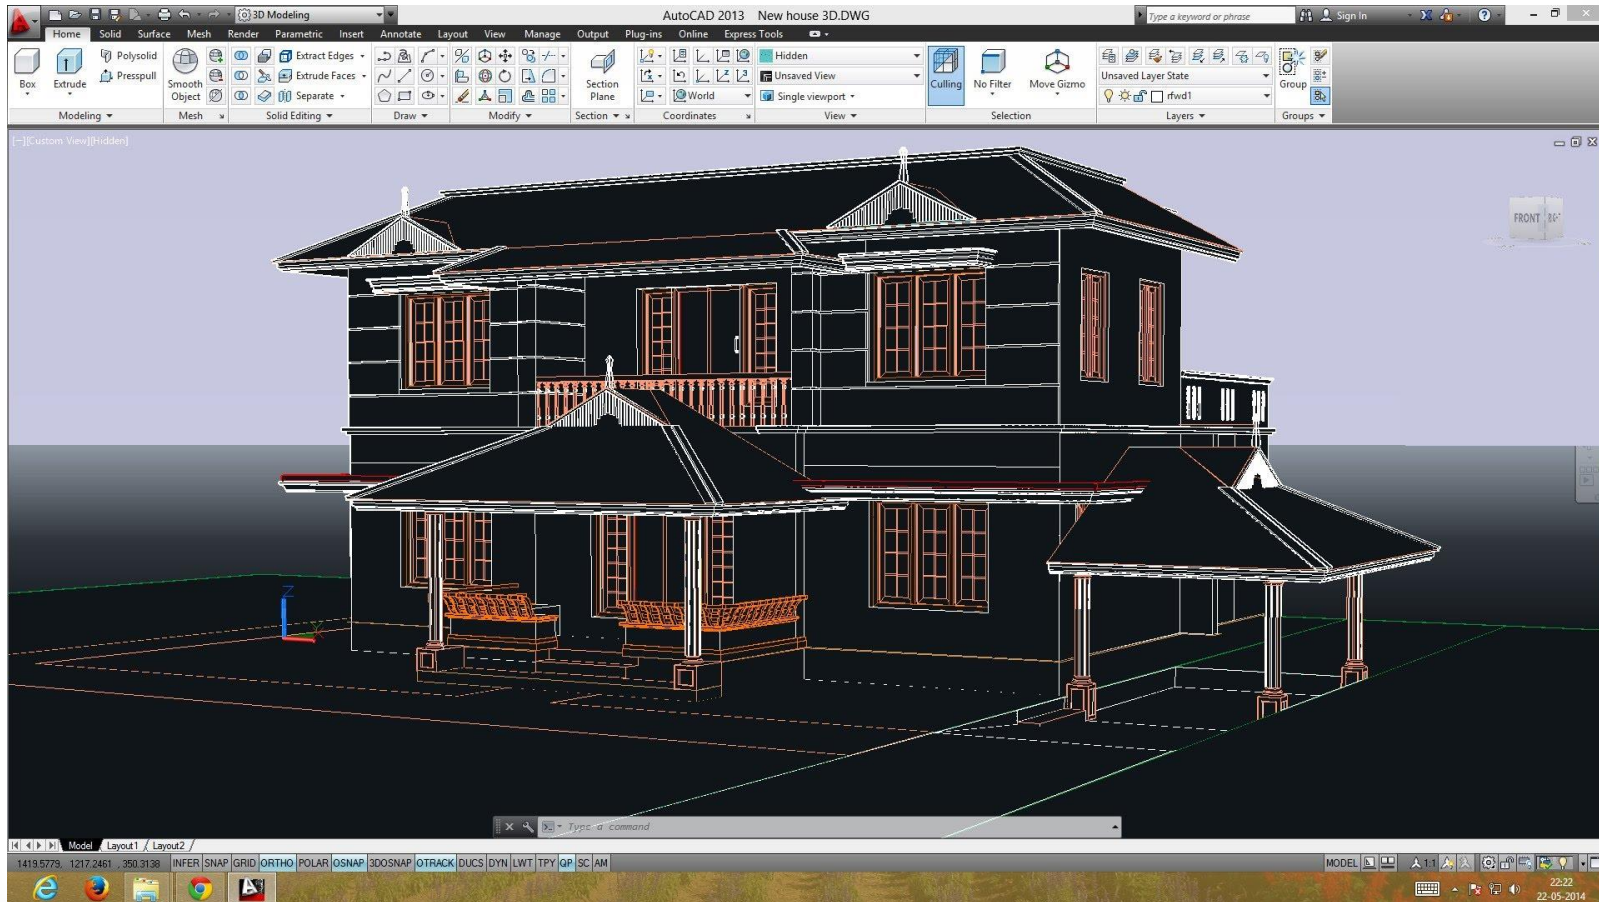 3D Modeling
AutoCAD 2013 New house 3D.DWG
Type a keyword or phrase
Sign In
Home Solid Surface Mesh Render Parametric Insert Annotate Layout View Manage Output Plug-ins Online Express Tools
Box
Extrude
Polysolid
Presspull
Smooth Object
Extract Edges
Extrude Faces
Separate
Section Plane
World
Hidden
Unsaved View
Single viewport
Culling
No Filter
Move Gizmo
Unsaved Layer State
rfwd1
Group
Modeling Mesh Solid Editing Draw Modify Section Coordinates View Selection Layers Groups
[−][Custom View][Hidden]
FRONT
Z
Type a command
Model Layout1 Layout2
1419.5779, 1217.2461 , 350.3138 INFER SNAP GRID ORTHO POLAR OSNAP 3DOSNAP OTRACK DUCS DYN LWT TPY QP SC AM MODEL 1:1
22:22
22-05-2014